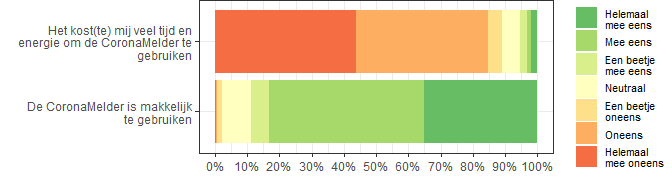 Het kost(te) mij veel tijd en
energie om de CoronaMelder te
gebruiken
De CoronaMelder is makkelijk
te gebruiken
0% 10% 20% 30% 40% 50% 60% 70% 80% 90% 100%
Helemaal
mee eens
Mee eens
Een beetje
mee eens
Neutraal
Een beetje
oneens
Oneens
Helemaal
mee oneens